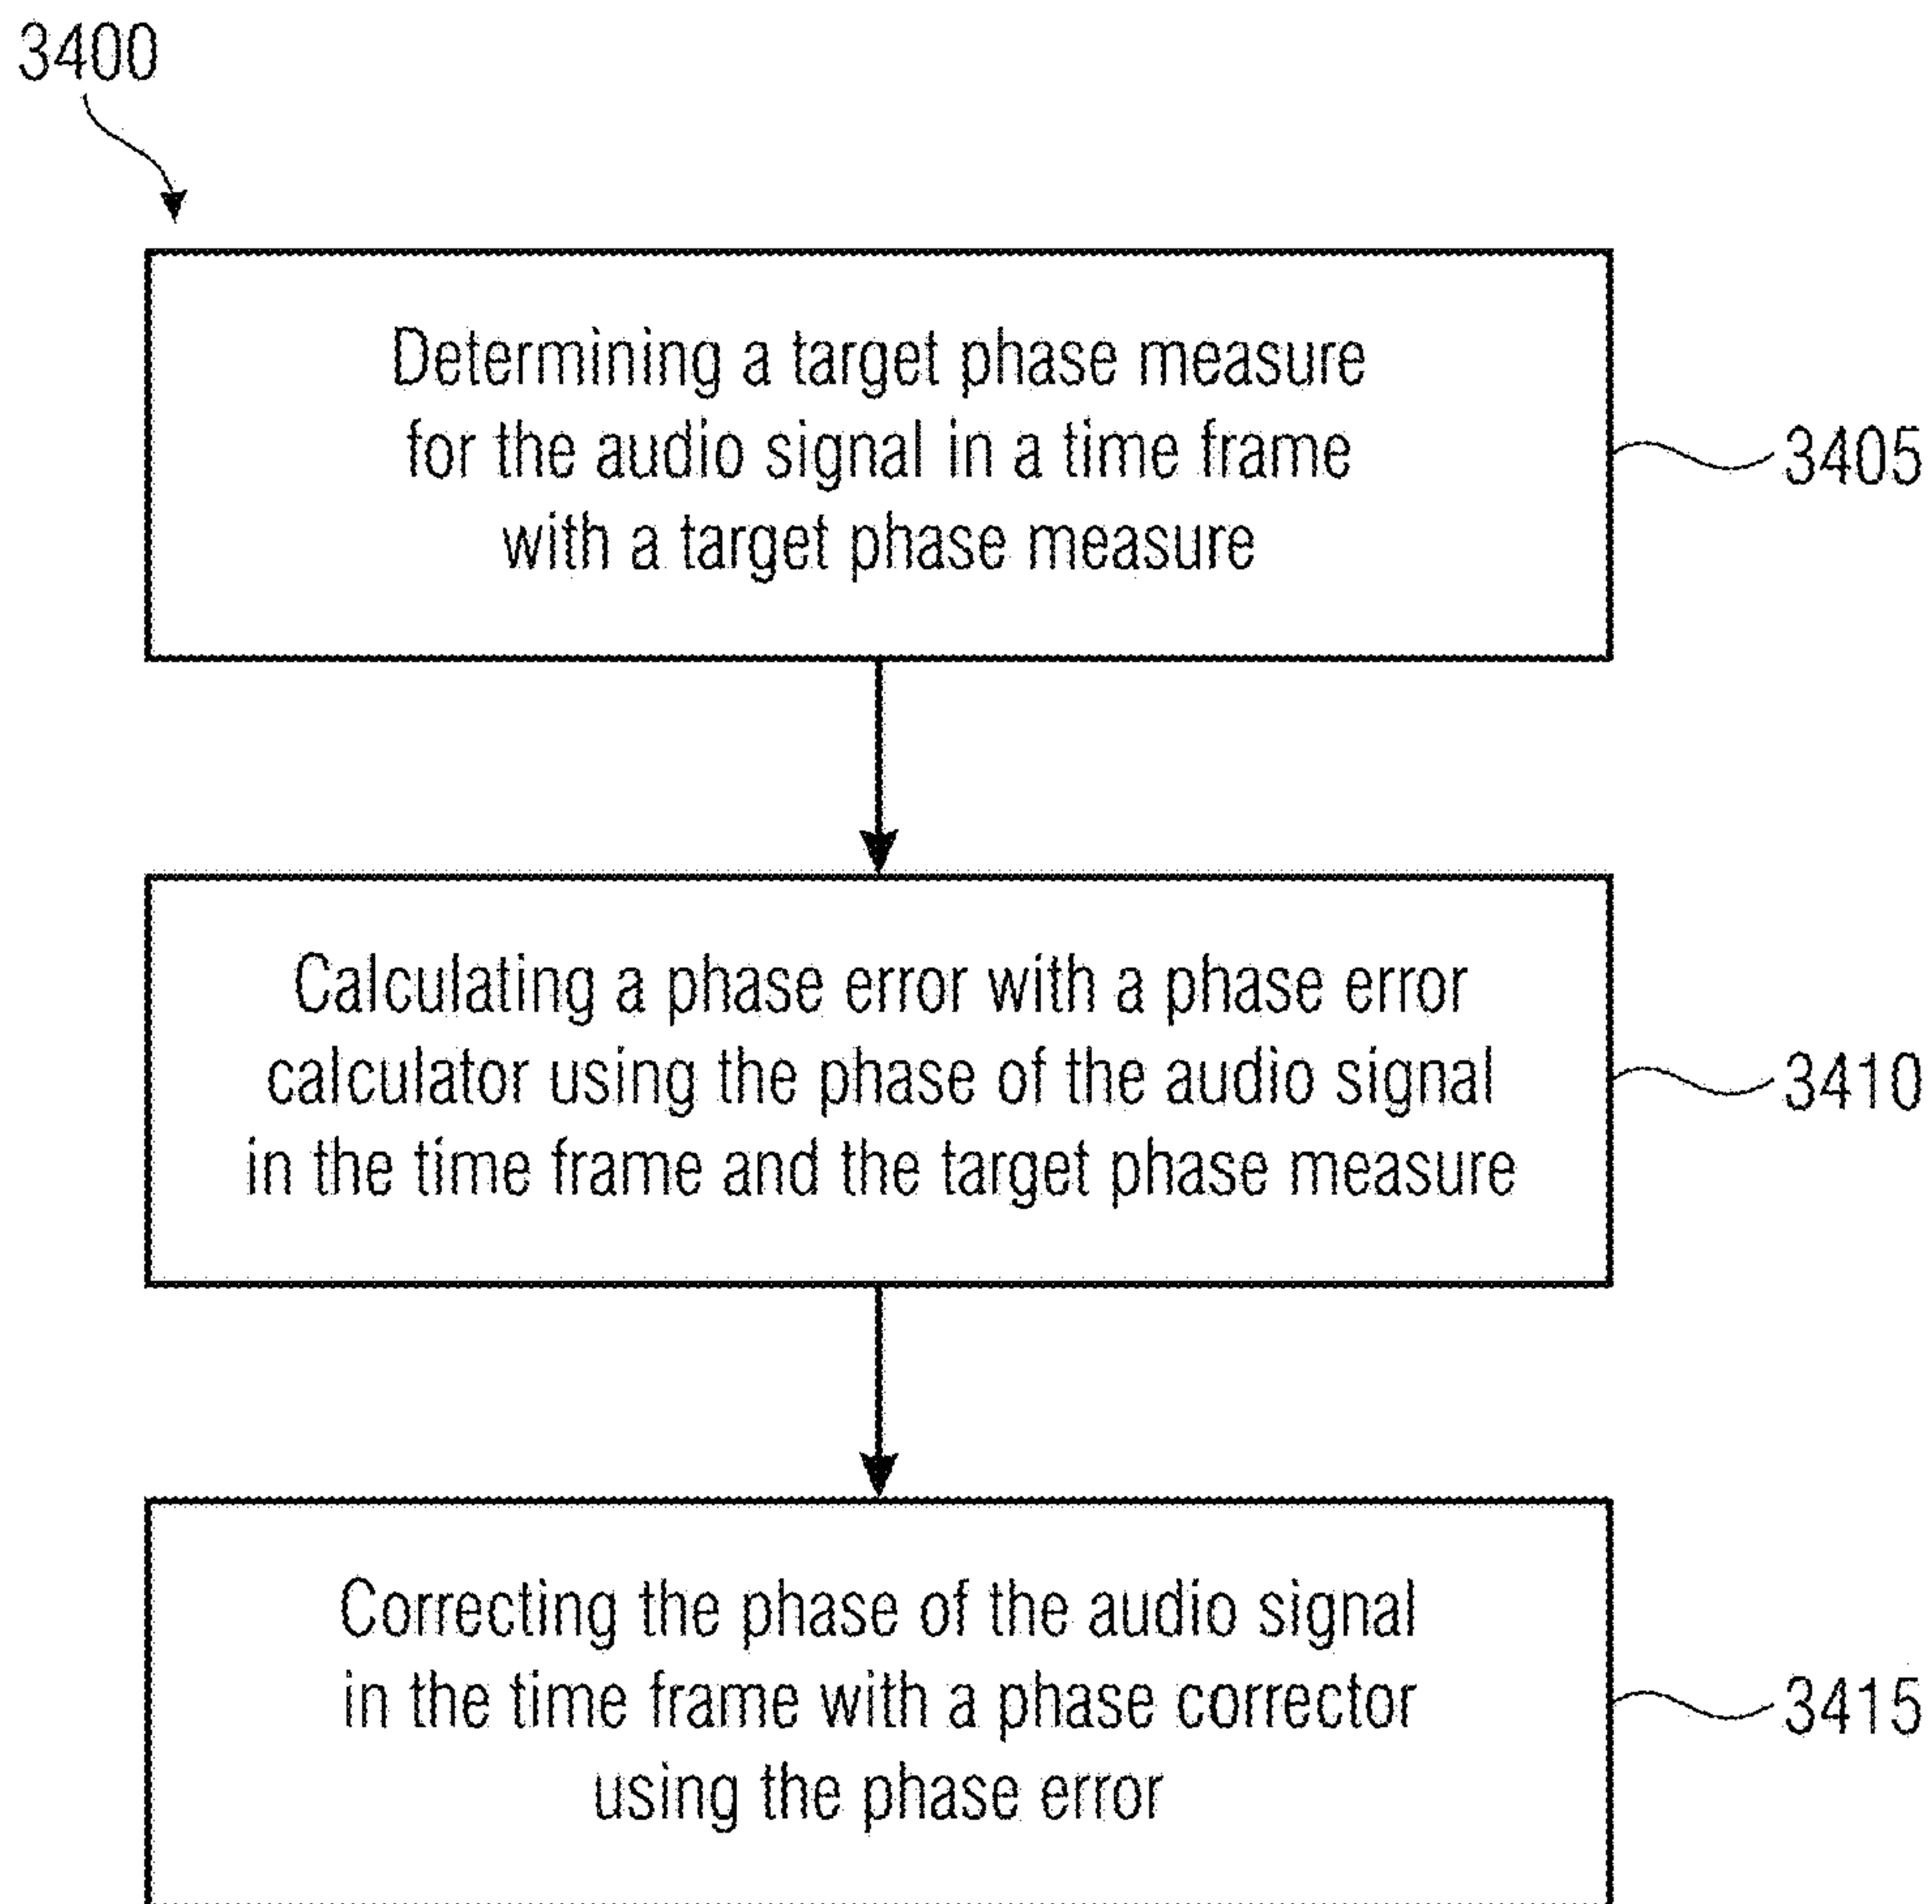 3400
Determining a target phase measure
for the audio signal in a time frame
with a target phase measure
3405
Calculating a phase error with a phase error
calculator using the phase of the audio signal
in the time frame and the target phase measure
3410
Correcting the phase of the audio signal
in the time frame with a phase corrector
using the phase error
3415